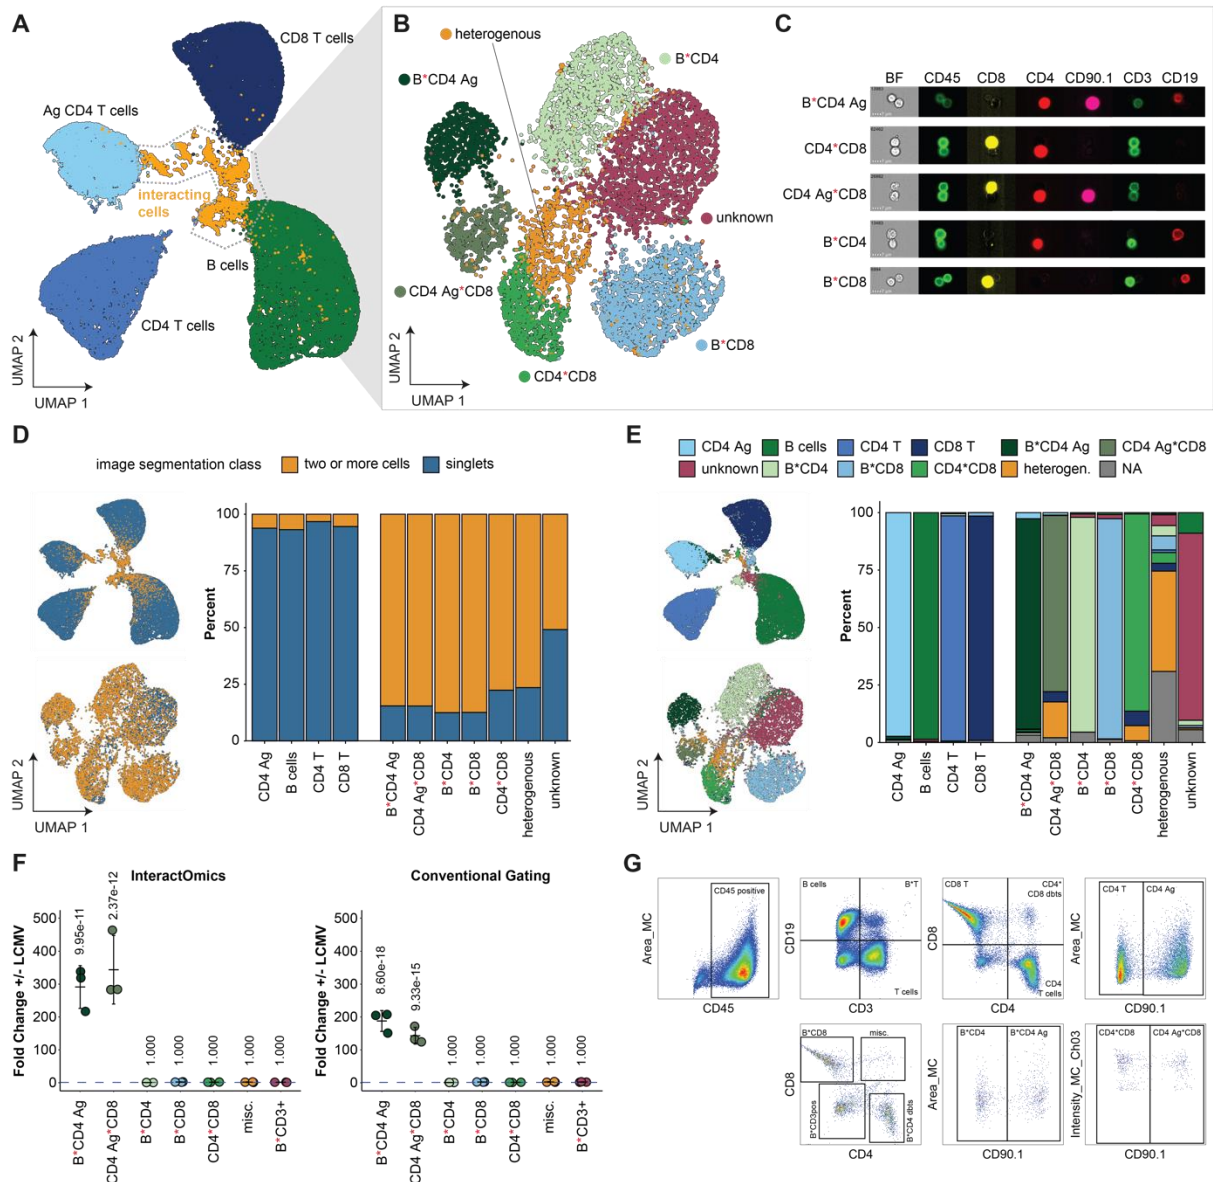 A
CD8 T cells
Ag CD4 T cells
interacting
cells
B cells
CD4 T cells
UMAP 2
UMAP 1
B
heterogenous
B*CD4
B*CD4 Ag
unknown
CD4 Ag*CD8
B*CD8
CD4*CD8
UMAP 2
UMAP 1
C
BF CD45 CD8 CD4 CD90.1 CD3 CD19
B*CD4 Ag
CD4*CD8
CD4 Ag*CD8
B*CD4
B*CD8
D
image segmentation class two or more cells singlets
UMAP 2
UMAP 1
Percent
100
75
50
25
0
CD4 Ag
B cells
CD4 T
CD8 T
B*CD4 Ag
CD4 Ag*CD8
B*CD4
B*CD8
CD4*CD8
heterogenous
unknown
E
CD4 Ag B cells CD4 T CD8 T B*CD4 Ag CD4 Ag*CD8
unknown B*CD4 B*CD8 CD4*CD8 heterogen. NA
UMAP 2
UMAP 1
Percent
100
75
50
25
0
CD4 Ag
B cells
CD4 T
CD8 T
B*CD4 Ag
CD4 Ag*CD8
B*CD4
B*CD8
CD4*CD8
heterogenous
unknown
F
InteractOmics
Fold Change +/- LCMV
500
400
300
200
100
0
9.95e-11
2.37e-12
1.000
1.000
1.000
1.000
1.000
B*CD4 Ag
CD4 Ag*CD8
B*CD4
B*CD8
CD4*CD8
misc.
B*CD3+
Conventional Gating
Fold Change +/- LCMV
500
400
300
200
100
0
8.60e-18
9.33e-15
1.000
1.000
1.000
1.000
1.000
B*CD4 Ag
CD4 Ag*CD8
B*CD4
B*CD8
CD4*CD8
misc.
B*CD3+
G
CD45 positive
Area_MC
CD45
B cells
B*T
T cells
CD19
CD3
CD8 T
CD4*
CD8 dbts
CD4
T cells
CD8
CD4
CD4 T
CD4 Ag
Area_MC
CD90.1
B*CD8
misc.
B*CD3pos
B*CD4 dbts
CD8
CD4
B*CD4
B*CD4 Ag
Area_MC
CD90.1
CD4*CD8
CD4 Ag*CD8
Intensity_MC_Ch03
CD90.1